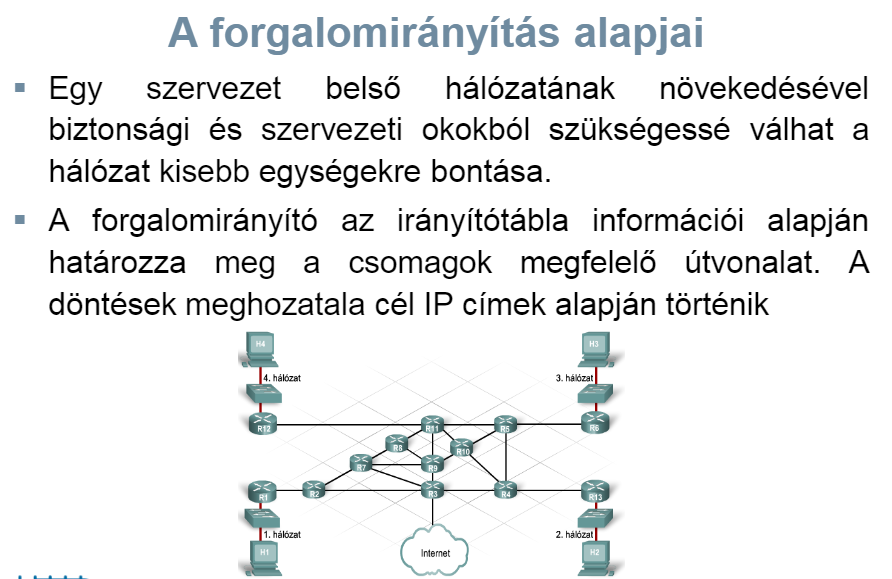 A forgalomirányítás alapjai
Egy szervezet belső hálózatának növekedésével
biztonsági és szervezeti okokból szükségessé válhat a
hálózat kisebb egységekre bontása.
A forgalomirányító az irányítótábla információi alapján
határozza meg a csomagok megfelelő útvonalat. A
döntések meghozatala cél IP címek alapján történik
H4
H3
4. hálózat
3. hálózat
R12
R11
R5
R6
R8
R10
R7
R9
R1
R2
R3
R4
R13
1. hálózat
2. hálózat
H1
Internet
H2